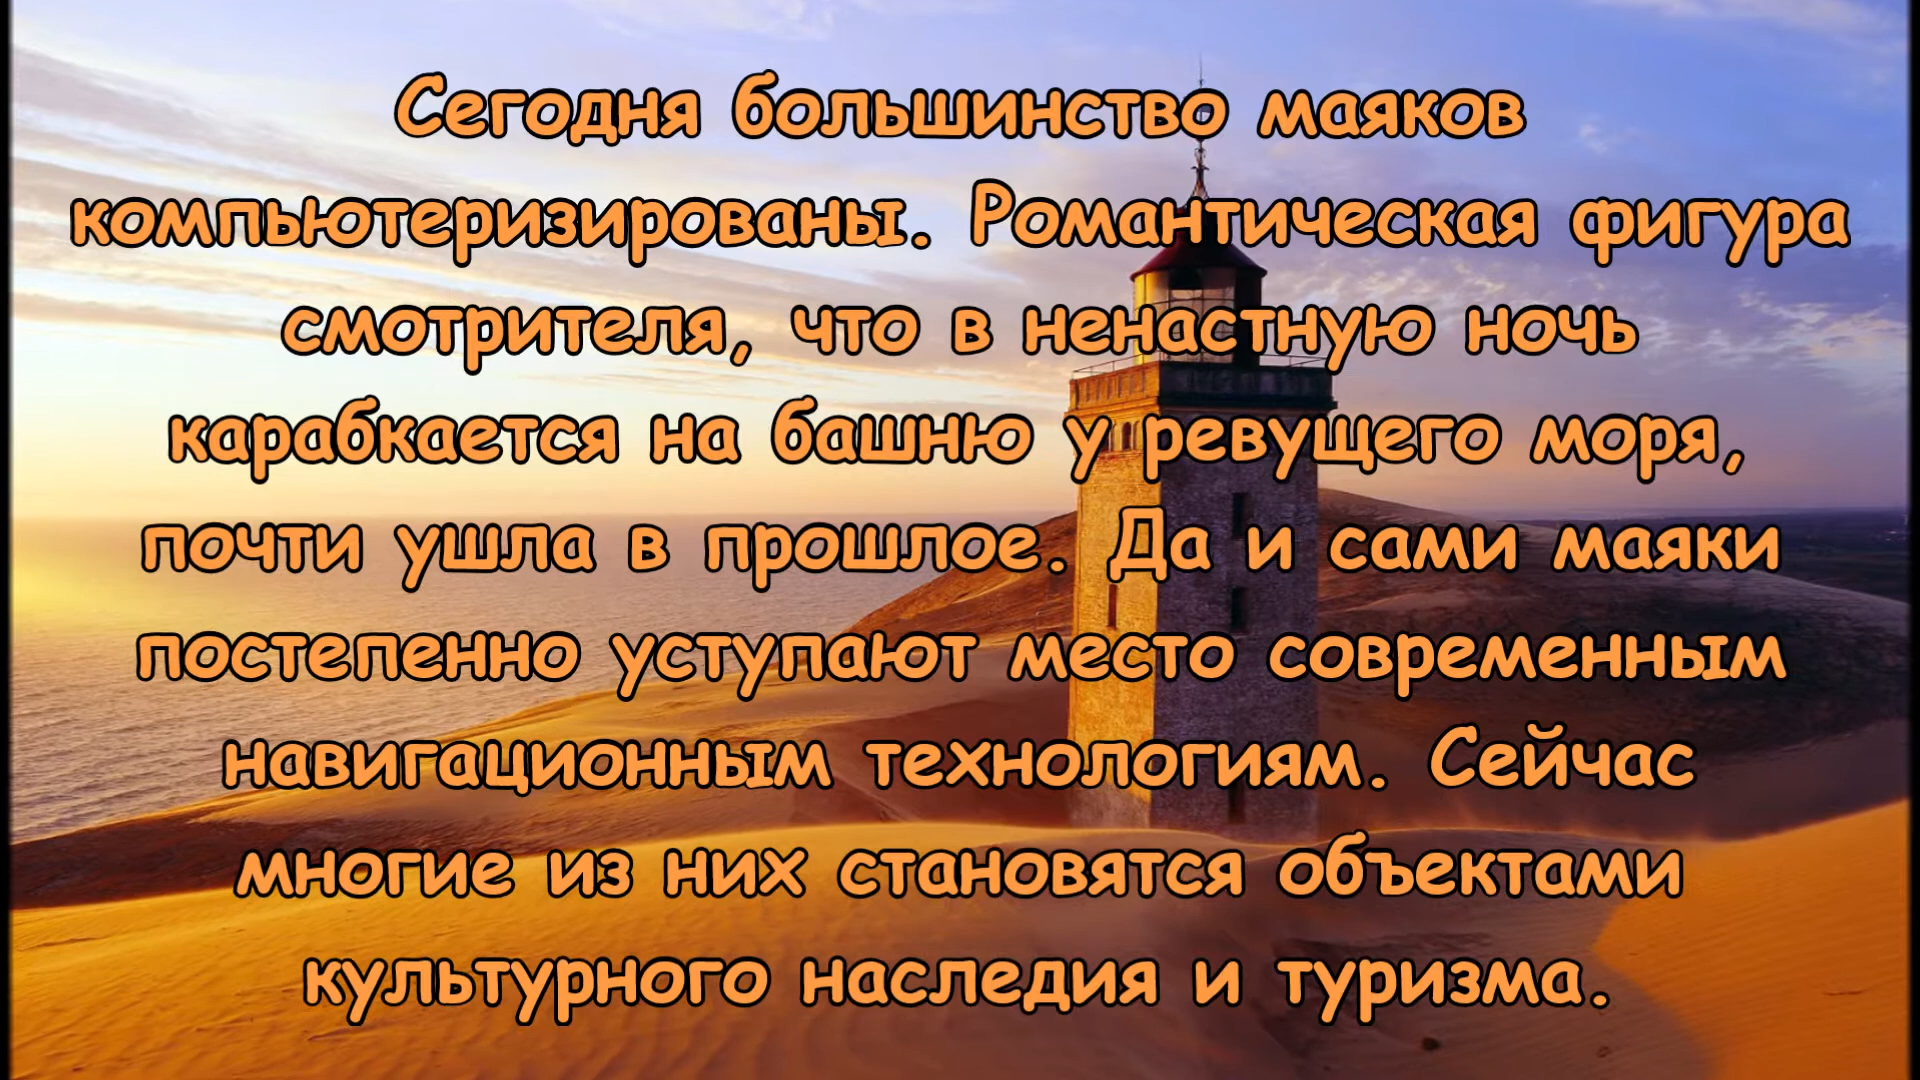 Сегодня большинство маяков
компьютеризированы. Романтическая фигура
смотрителя, что в ненастную ночь
карабкается на башню у ревущего моря,
почти ушла в прошлое. Да и сами маяки
постепенно уступают место современным
навигационным технологиям. Сейчас
многие из них становятся объектами
культурного наследия и туризма.